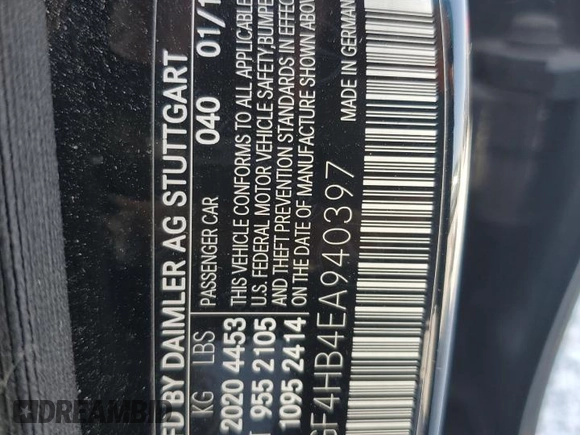 FD BY DAIMLER AG STUTTGART
PASSENGER CAR 040 01/1
KG LBS
2020 4453
955 2105
1095 2414
THIS VEHICLE CONFORMS TO ALL APPLICABLE
U.S. FEDERAL MOTOR VEHICLE SAFETY, BUMPE
AND THEFT PREVENTION STANDARDS IN EFFEC
ON THE DATE OF MANUFACTURE SHOWN ABOV
GF4HB4EA940397
MADE IN GERMAN
DREAMBID